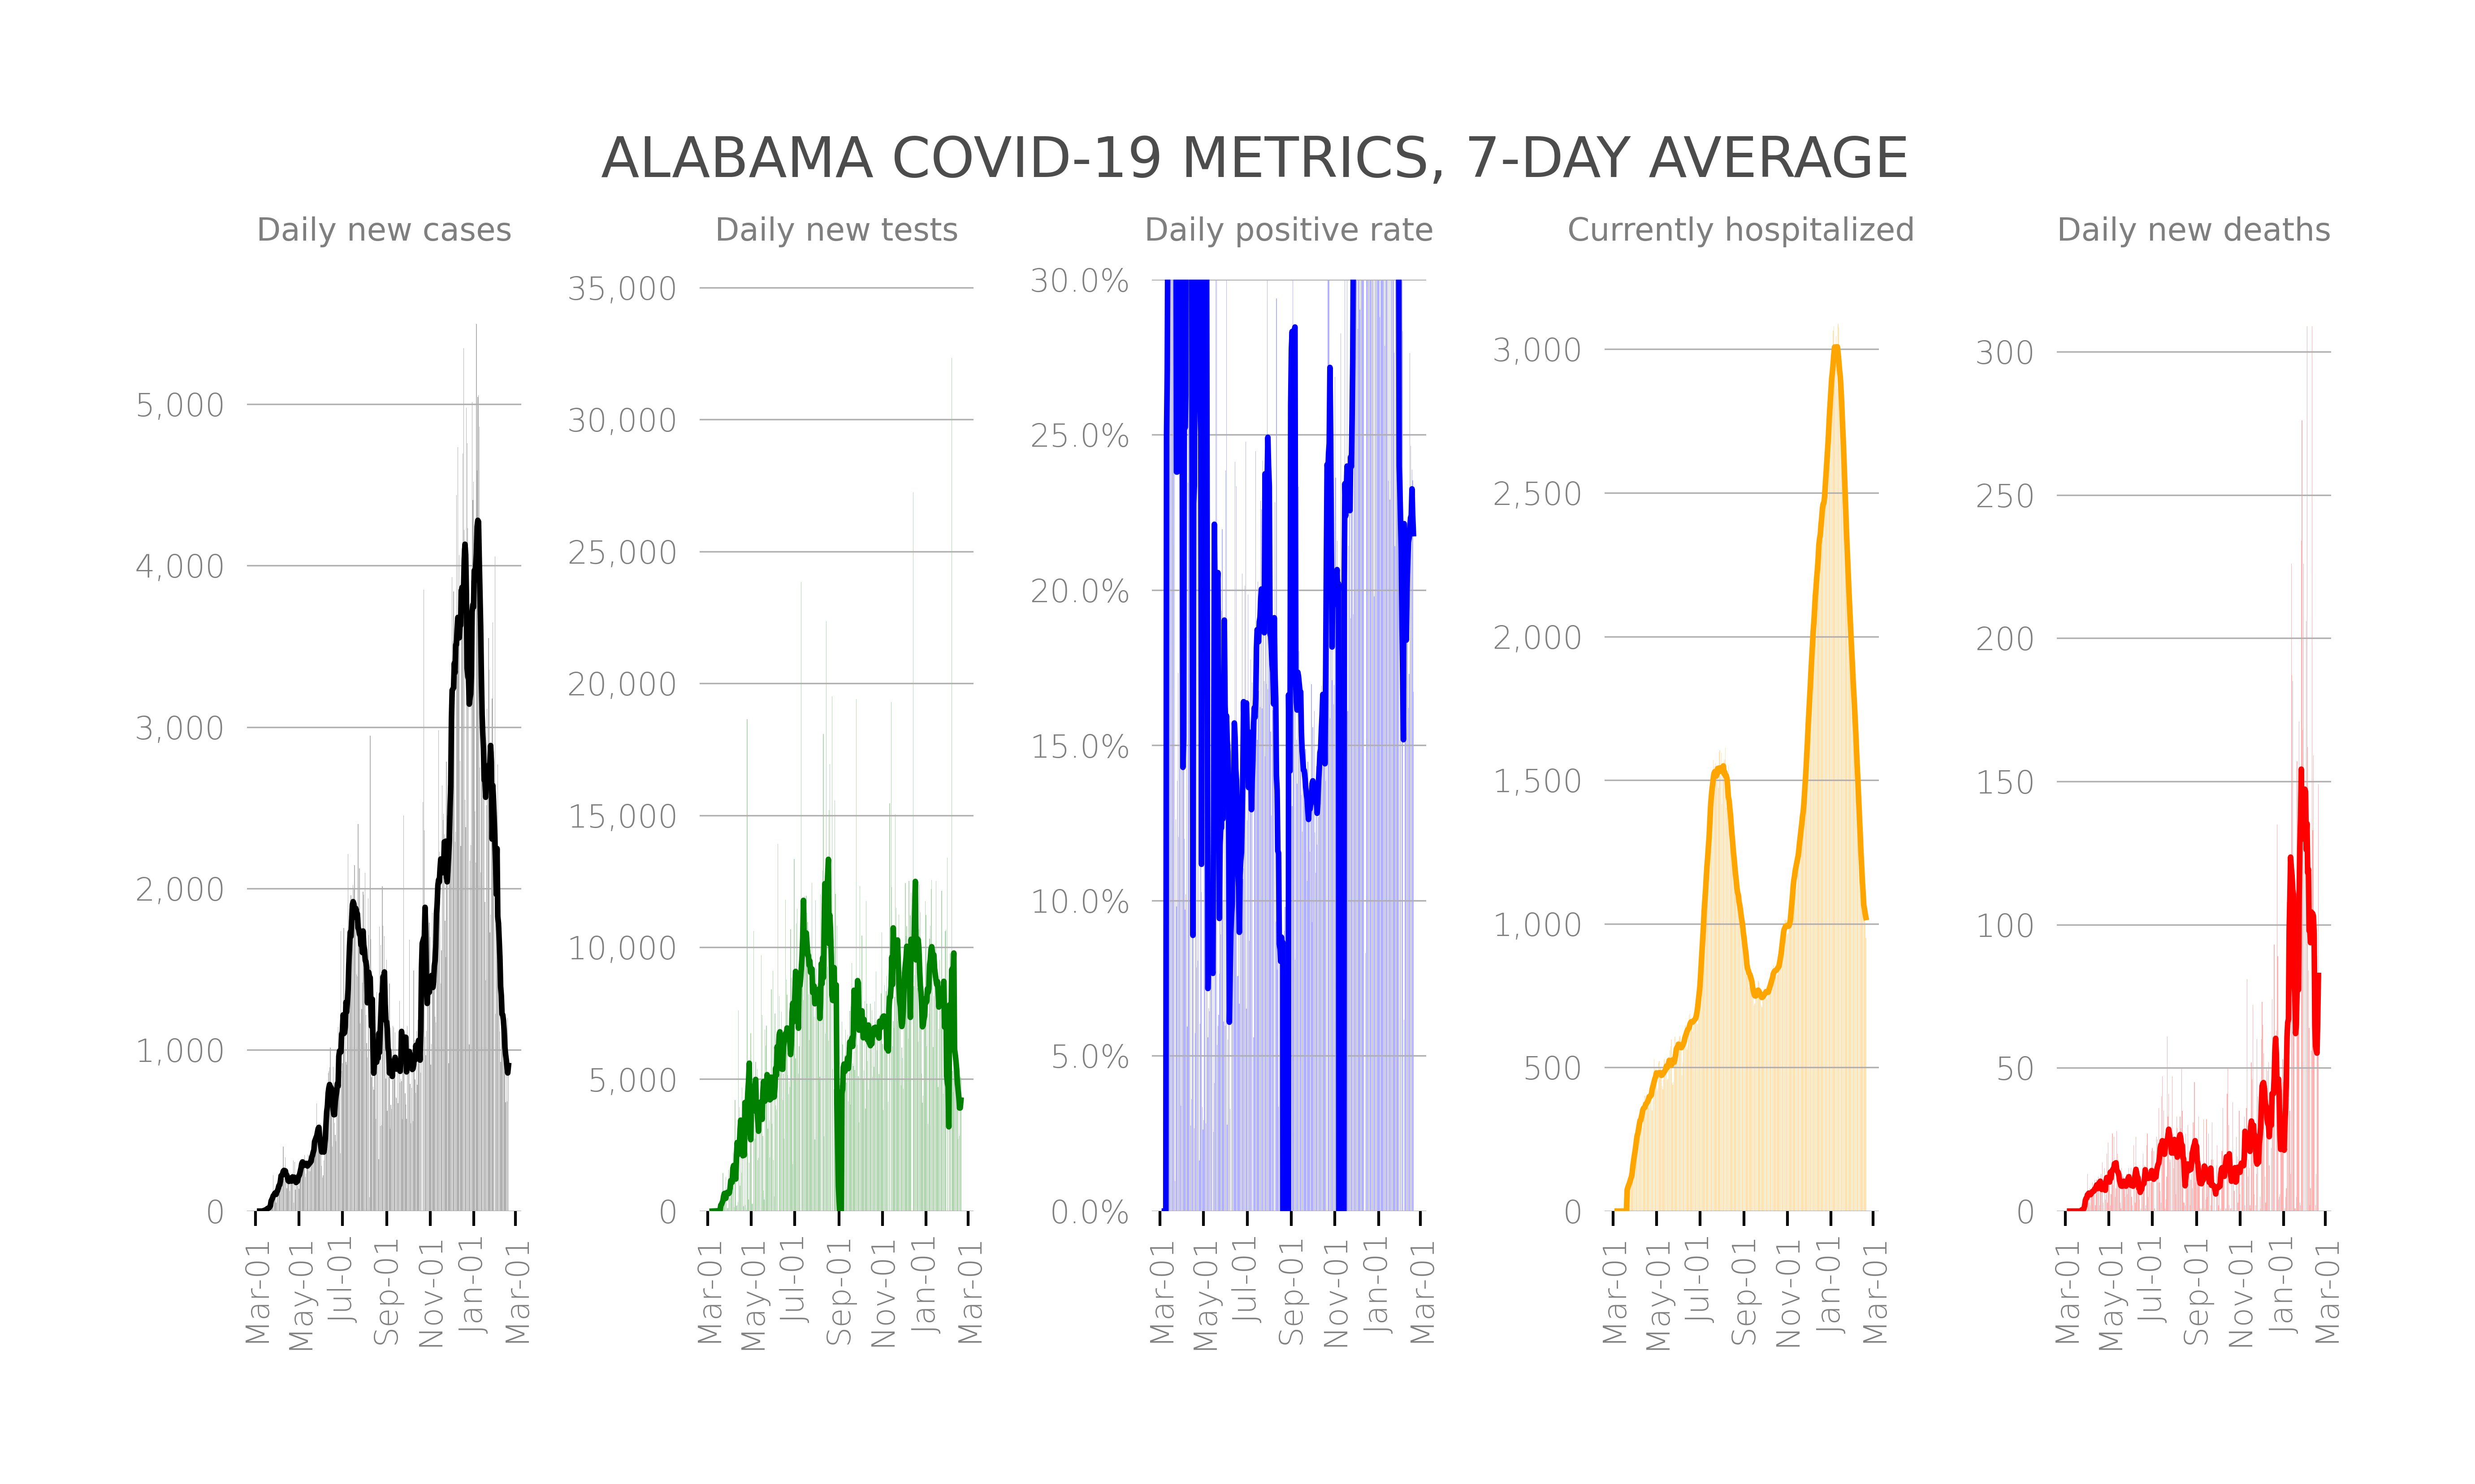 ALABAMA COVID-19 METRICS, 7-DAY AVERAGE
Daily new cases
5,000
4,000
3,000
2,000
1,000
0
Mar-01
May-01
Jul-01
Sep-01
Nov-01
Jan-01
Mar-01
Daily new tests
35,000
30,000
25,000
20,000
15,000
10,000
5,000
0
Mar-01
May-01
Jul-01
Sep-01
Nov-01
Jan-01
Mar-01
Daily positive rate
30.0%
25.0%
20.0%
15.0%
10.0%
5.0%
0.0%
Mar-01
May-01
Jul-01
Sep-01
Nov-01
Jan-01
Mar-01
Currently hospitalized
3,000
2,500
2,000
1,500
1,000
500
0
Mar-01
May-01
Jul-01
Sep-01
Nov-01
Jan-01
Mar-01
Daily new deaths
300
250
200
150
100
50
0
Mar-01
May-01
Jul-01
Sep-01
Nov-01
Jan-01
Mar-01